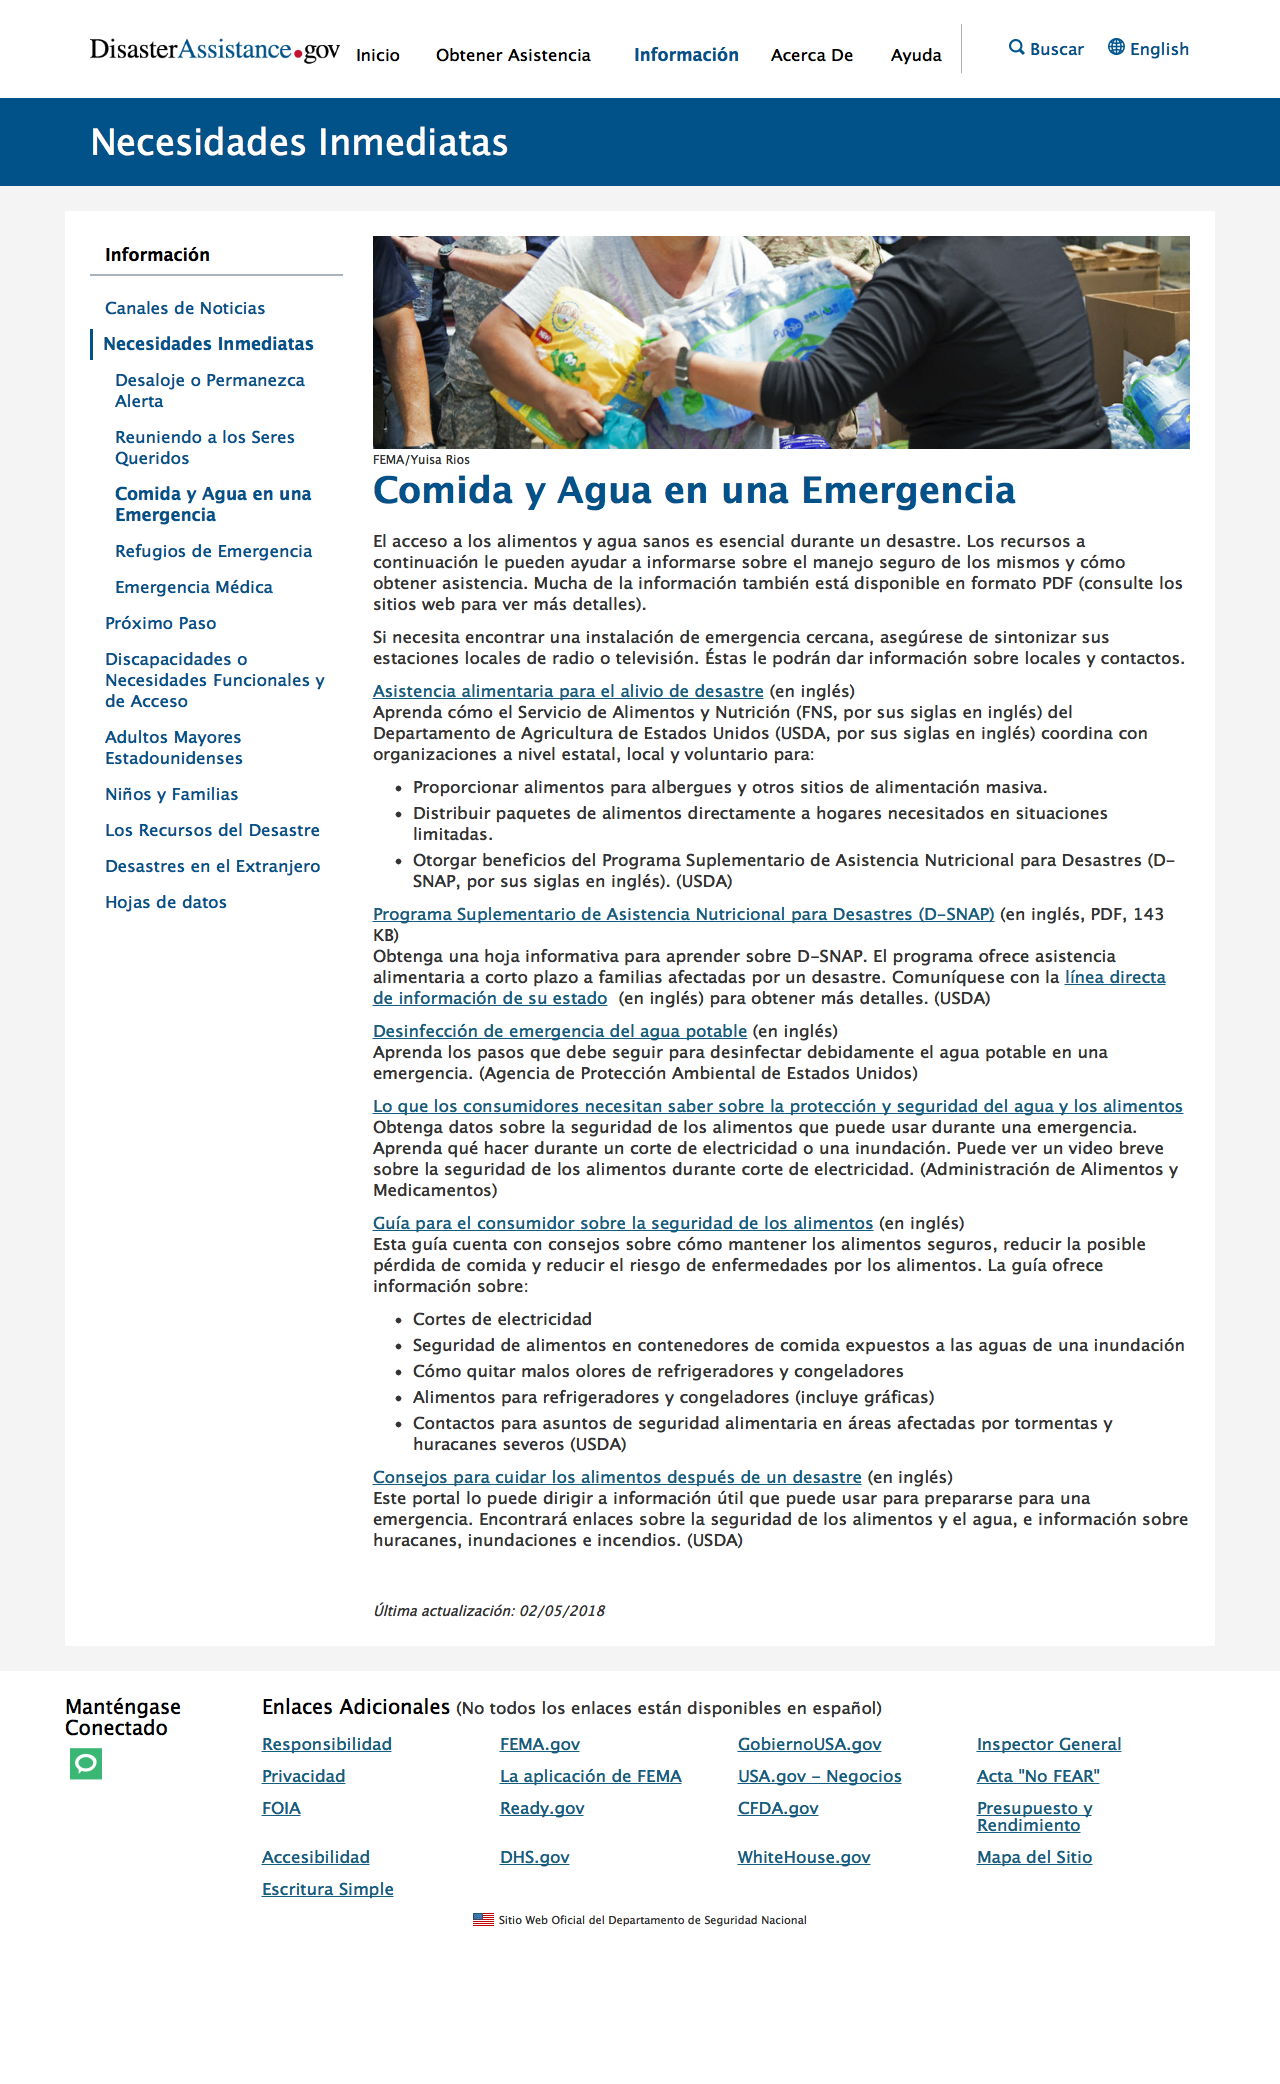 DisasterAssistance.gov
Inicio
Obtener Asistencia
Información
Acerca De
Ayuda
Buscar
English
Necesidades Inmediatas
Información
Canales de Noticias
Necesidades Inmediatas
Desaloje o Permanezca
Alerta
Reuniendo a los Seres
Queridos
Comida y Agua en una
Emergencia
Refugios de Emergencia
Emergencia Médica
Próximo Paso
Discapacidades o
Necesidades Funcionales y
de Acceso
Adultos Mayores
Estadounidenses
Niños y Familias
Los Recursos del Desastre
Desastres en el Extranjero
Hojas de datos
FEMA/Yuisa Rios
Comida y Agua en una Emergencia
El acceso a los alimentos y agua sanos es esencial durante un desastre. Los recursos a
continuación le pueden ayudar a informarse sobre el manejo seguro de los mismos y cómo
obtener asistencia. Mucha de la información también está disponible en formato PDF (consulte los
sitios web para ver más detalles).
Si necesita encontrar una instalación de emergencia cercana, asegúrese de sintonizar sus
estaciones locales de radio o televisión. Éstas le podrán dar información sobre locales y contactos.
Asistencia alimentaria para el alivio de desastre (en inglés)
Aprenda cómo el Servicio de Alimentos y Nutrición (FNS, por sus siglas en inglés) del
Departamento de Agricultura de Estados Unidos (USDA, por sus siglas en inglés) coordina con
organizaciones a nivel estatal, local y voluntario para:
• Proporcionar alimentos para albergues y otros sitios de alimentación masiva.
• Distribuir paquetes de alimentos directamente a hogares necesitados en situaciones
limitadas.
• Otorgar beneficios del Programa Suplementario de Asistencia Nutricional para Desastres (D-
SNAP, por sus siglas en inglés). (USDA)
Programa Suplementario de Asistencia Nutricional para Desastres (D-SNAP) (en inglés, PDF, 143
KB)
Obtenga una hoja informativa para aprender sobre D-SNAP. El programa ofrece asistencia
alimentaria a corto plazo a familias afectadas por un desastre. Comuníquese con la línea directa
de información de su estado (en inglés) para obtener más detalles. (USDA)
Desinfección de emergencia del agua potable (en inglés)
Aprenda los pasos que debe seguir para desinfectar debidamente el agua potable en una
emergencia. (Agencia de Protección Ambiental de Estados Unidos)
Lo que los consumidores necesitan saber sobre la protección y seguridad del agua y los alimentos
Obtenga datos sobre la seguridad de los alimentos que puede usar durante una emergencia.
Aprenda qué hacer durante un corte de electricidad o una inundación. Puede ver un video breve
sobre la seguridad de los alimentos durante corte de electricidad. (Administración de Alimentos y
Medicamentos)
Guía para el consumidor sobre la seguridad de los alimentos (en inglés)
Esta guía cuenta con consejos sobre cómo mantener los alimentos seguros, reducir la posible
pérdida de comida y reducir el riesgo de enfermedades por los alimentos. La guía ofrece
información sobre:
• Cortes de electricidad
• Seguridad de alimentos en contenedores de comida expuestos a las aguas de una inundación
• Cómo quitar malos olores de refrigeradores y congeladores
• Alimentos para refrigeradores y congeladores (incluye gráficas)
• Contactos para asuntos de seguridad alimentaria en áreas afectadas por tormentas y
huracanes severos (USDA)
Consejos para cuidar los alimentos después de un desastre (en inglés)
Este portal lo puede dirigir a información útil que puede usar para prepararse para una
emergencia. Encontrará enlaces sobre la seguridad de los alimentos y el agua, e información sobre
huracanes, inundaciones e incendios. (USDA)
Última actualización: 02/05/2018
Manténgase
Conectado
Enlaces Adicionales (No todos los enlaces están disponibles en español)
Responsibilidad
FEMA.gov
GobiernoUSA.gov
Inspector General
Privacidad
La aplicación de FEMA
USA.gov - Negocios
Acta "No FEAR"
FOIA
Ready.gov
CFDA.gov
Presupuesto y
Rendimiento
Accesibilidad
DHS.gov
WhiteHouse.gov
Mapa del Sitio
Escritura Simple
Sitio Web Oficial del Departamento de Seguridad Nacional